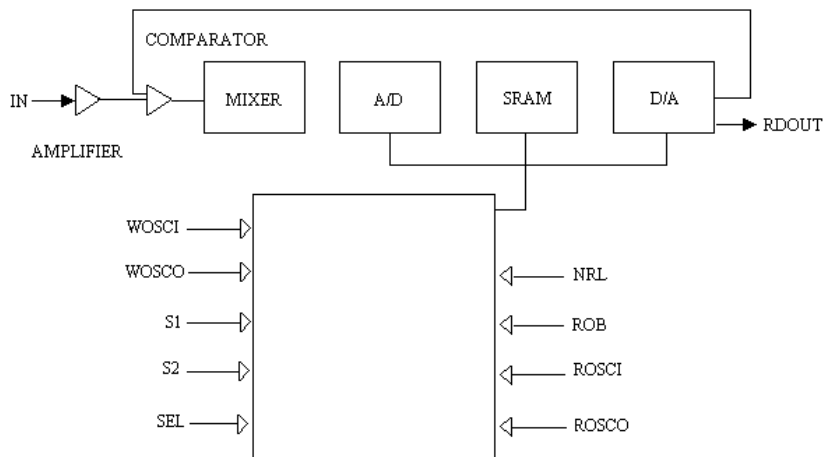 COMPARATOR
IN
MIXER
A/D
SRAM
D/A
RDOUT
AMPLIFIER
WOSCI
WOSCO
S1
S2
SEL
NRL
ROB
ROSCI
ROSCO